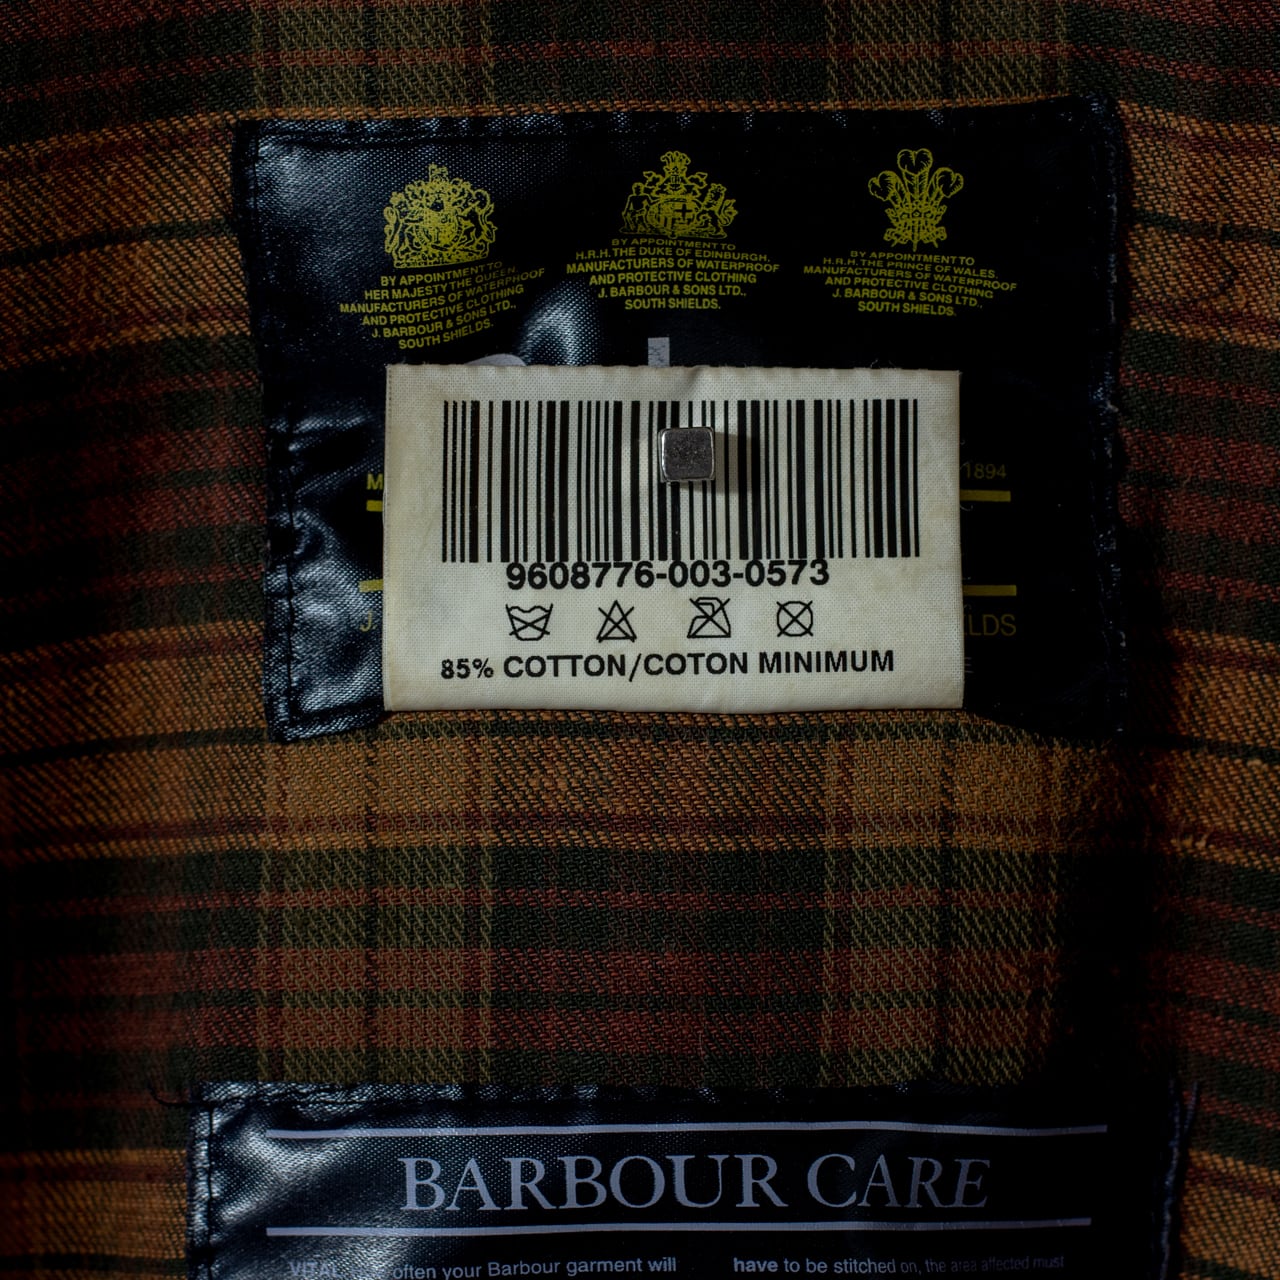 BY APPOINTMENT TO
HER MAJESTY THE QUEEN
MANUFACTURERS OF WATERPROOF
AND PROTECTIVE CLOTHING
J. BARBOUR & SONS LTD.,
SOUTH SHIELDS.
BY APPOINTMENT TO
H.R.H. THE DUKE OF EDINBURGH,
MANUFACTURERS OF WATERPROOF
AND PROTECTIVE CLOTHING
J. BARBOUR & SONS LTD.,
SOUTH SHIELDS.
BY APPOINTMENT TO
H.R.H. THE PRINCE OF WALES,
MANUFACTURERS OF WATERPROOF
AND PROTECTIVE CLOTHING
J. BARBOUR & SONS LTD.,
SOUTH SHIELDS.
1894
9608776-003-0573
85% COTTON/COTON MINIMUM
BARBOUR CARE
VITAL often your Barbour garment will
have to be stitched on, the area affected must